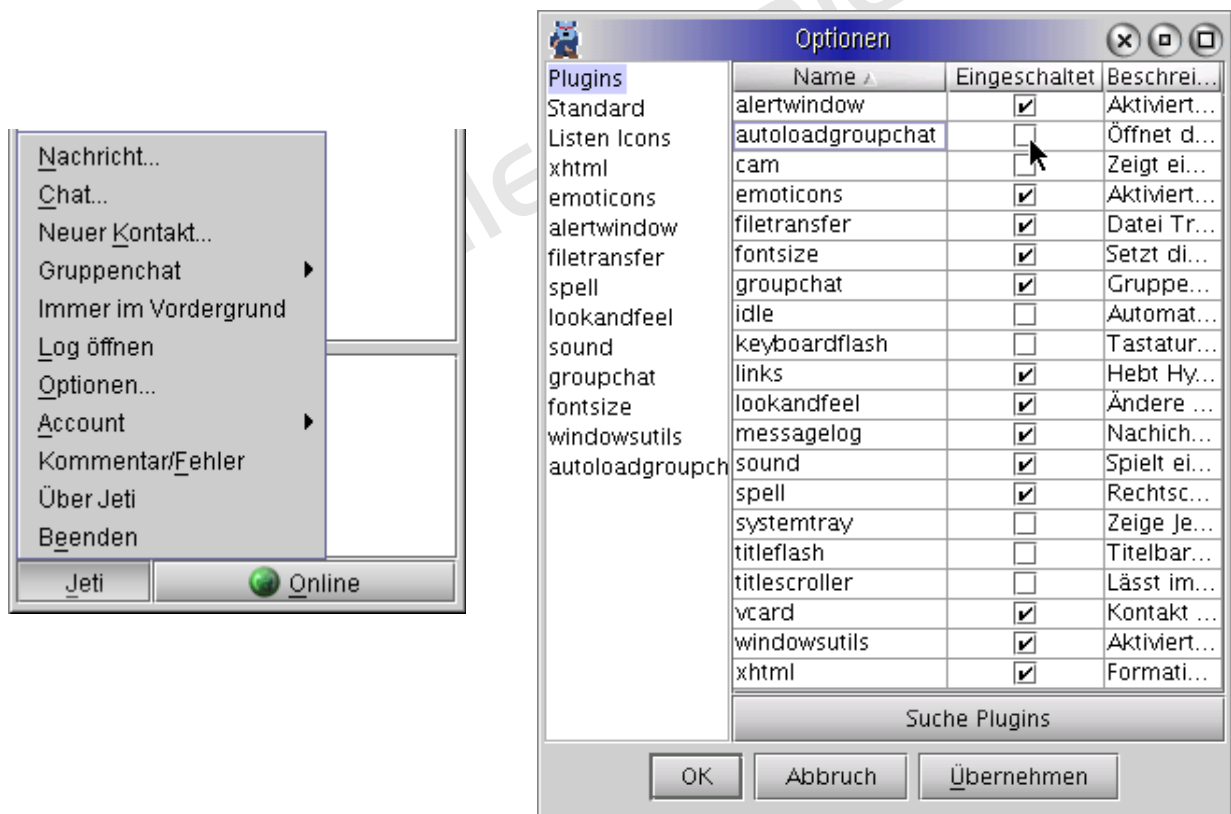 Nachricht...
Chat...
Neuer Kontakt...
Gruppenchat
Immer im Vordergrund
Log öffnen
Optionen...
Account
Kommentar/Fehler
Über Jeti
Beenden
Jeti
Online
Optionen
Plugins
Standard
Listen Icons
xhtml
emoticons
alertwindow
filetransfer
spell
lookandfeel
sound
groupchat
fontsize
windowsutils
autoloadgroupch
Name Eingeschaltet Beschrei...
alertwindow Aktiviert...
autoloadgroupchat Öffnet d...
cam Zeigt ei...
emoticons Aktiviert...
filetransfer Datei Tr...
fontsize Setzt di...
groupchat Gruppe...
idle Automat...
keyboardflash Tastatur...
links Hebt Hy...
lookandfeel Ändere ...
messagelog Nachich...
sound Spielt ei...
spell Rechtsc...
systemtray Zeige Je...
titleflash Titelbar...
titlescroller Lässt im...
vcard Kontakt ...
windowsutils Aktiviert...
xhtml Formati...
Suche Plugins
OK Abbruch Übernehmen